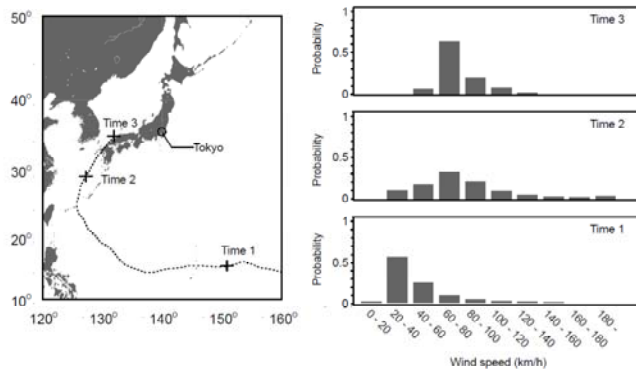 50°
40°
30°
20°
10°
120°
130°
140°
150°
160°
Time 3
Time 2
Tokyo
Time 1
Probability
1
0.5
0
Time 3
Probability
1
0.5
0
Time 2
Probability
1
0.5
0
Time 1
0 - 20
20 - 40
40 - 60
60 - 80
80 - 100
100 - 120
120 - 140
140 - 160
160 - 180
180 -
Wind speed (km/h)